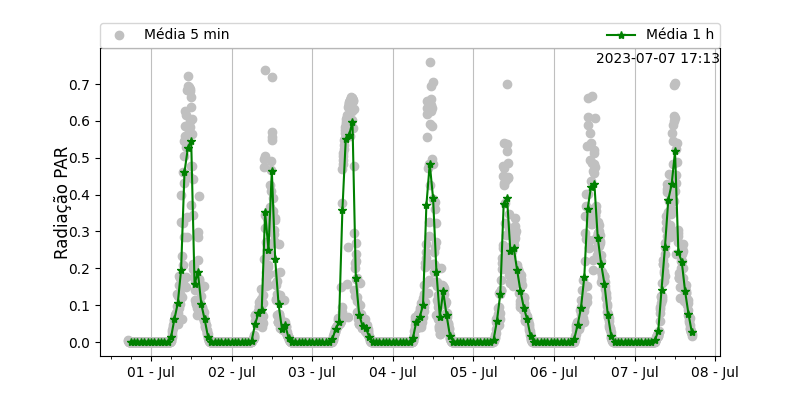 Média 5 min
Média 1 h
2023-07-07 17:13
Radiação PAR
0.7
0.6
0.5
0.4
0.3
0.2
0.1
0.0
01 - Jul
02 - Jul
03 - Jul
04 - Jul
05 - Jul
06 - Jul
07 - Jul
08 - Jul